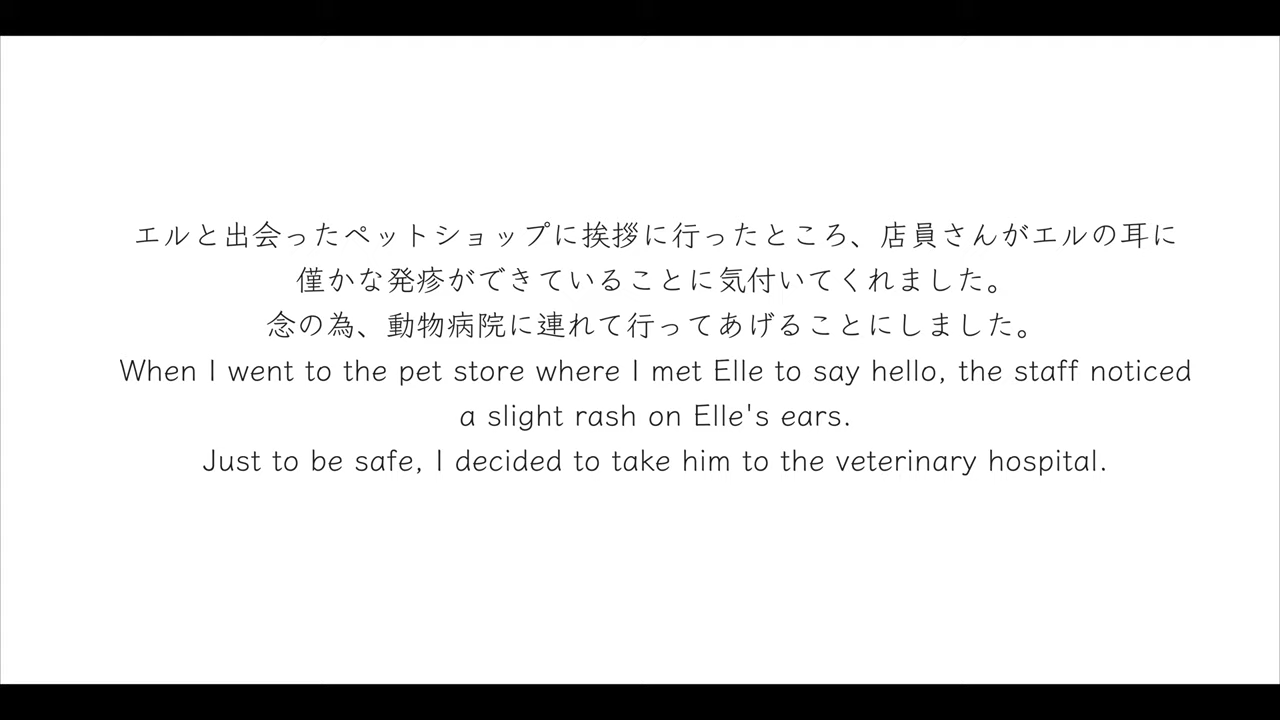 エルと出会ったペットショップに挨拶に行ったところ、店員さんがエルの耳に
僅かな発疹ができていることに気付いてくれました。
念の為、動物病院に連れて行ってあげることにしました。
When I went to the pet store where I met Elle to say hello, the staff noticed
a slight rash on Elle's ears.
Just to be safe, I decided to take him to the veterinary hospital.